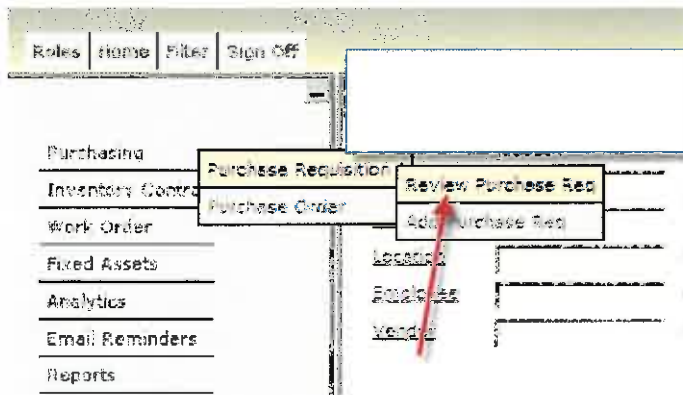 Roles Home Filter Sign Off
Purchasing
Purchase Requisition
Review Purchase Req
Inventory Contro
Purchase Order
Add Purchase Req
Work Order
Location
Fixed Assets
Employee
Analytics
Vendor
Email Reminders
Reports